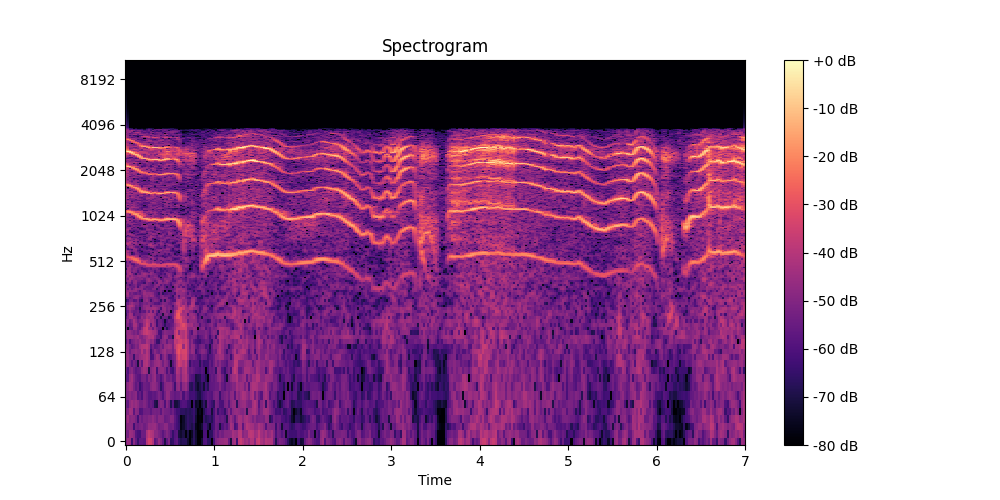 Spectrogram
8192
4096
2048
1024
512
256
128
64
0
Hz
0 1 2 3 4 5 6 7
Time
+0 dB
-10 dB
-20 dB
-30 dB
-40 dB
-50 dB
-60 dB
-70 dB
-80 dB